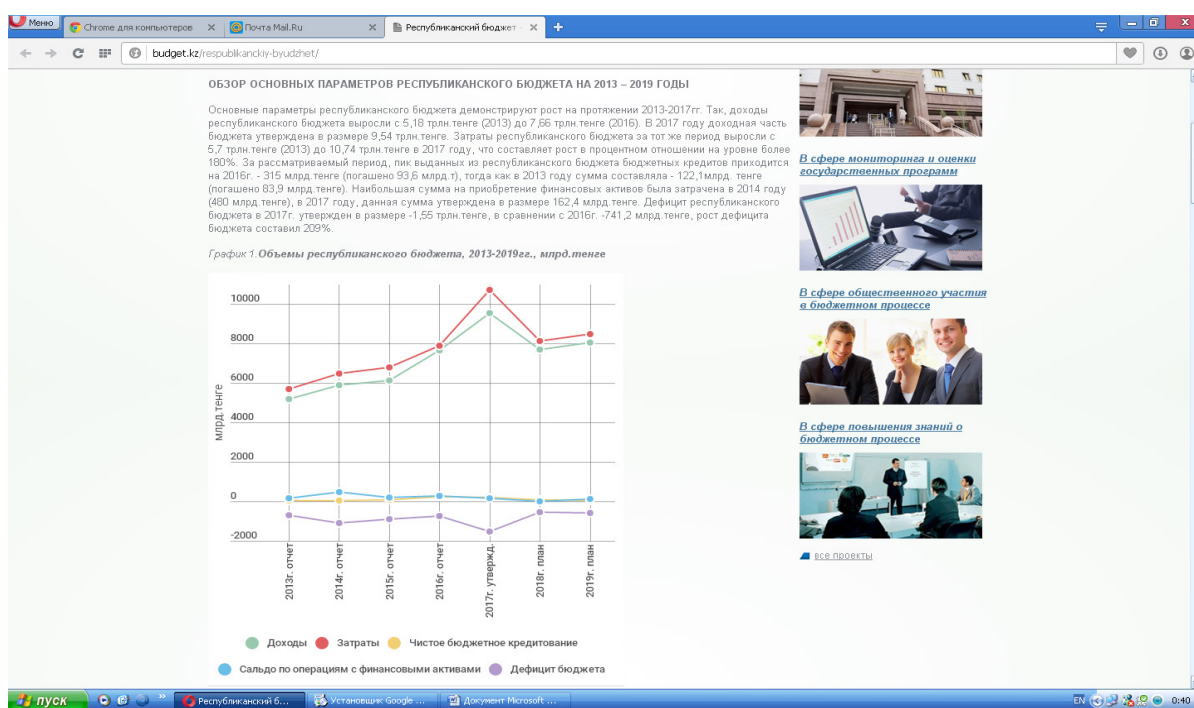 Меню
Chrome для компьютеров
Почта Mail.Ru
Республиканский бюджет -
budget.kz/respublikanckiy-byudzhet/
ОБЗОР ОСНОВНЫХ ПАРАМЕТРОВ РЕСПУБЛИКАНСКОГО БЮДЖЕТА НА 2013 – 2019 ГОДЫ
Основные параметры республиканского бюджета демонстрируют рост на протяжении 2013-2017гг. Так, доходы
республиканского бюджета выросли с 5,18 трлн.тенге (2013) до 7,66 трлн.тенге (2016). В 2017 году доходная часть
бюджета утверждена в размере 9,54 трлн.тенге. Затраты республиканского бюджета за тот же период выросли с
5,7 трлн.тенге (2013) до 10,74 трлн.тенге в 2017 году, что составляет рост в процентном отношении на уровне более
180%. За рассматриваемый период, пик выданных из республиканского бюджета бюджетных кредитов приходится
на 2016г. - 315 млрд.тенге (погашено 93,6 млрд.т), тогда как в 2013 году сумма составляла - 122,1млрд. тенге
(погашено 83,9 млрд.тенге). Наибольшая сумма на приобретение финансовых активов была затрачена в 2014 году
(480 млрд.тенге), в 2017 году, данная сумма утверждена в размере 162,4 млрд.тенге. Дефицит республиканского
бюджета в 2017г. утвержден в размере -1,55 трлн.тенге, в сравнении с 2016г. -741,2 млрд.тенге, рост дефицита
бюджета составил 209%.
График 1.Объемы республиканского бюджета, 2013-2019гг., млрд.тенге
млрд.тенге
10000
8000
6000
4000
2000
0
-2000
2013г. отчет
2014г. отчет
2015г. отчет
2016г. отчет
2017г. утвержд.
2018г. план
2019г. план
Доходы
Затраты
Чистое бюджетное кредитование
Сальдо по операциям с финансовыми активами
Дефицит бюджета
В сфере мониторинга и оценки
государственных программ
В сфере общественного участия
в бюджетном процессе
В сфере повышения знаний о
бюджетном процессе
все проекты
пуск
Республиканский б...
Установщик Google ...
Документ Microsoft ...
EN
0:40